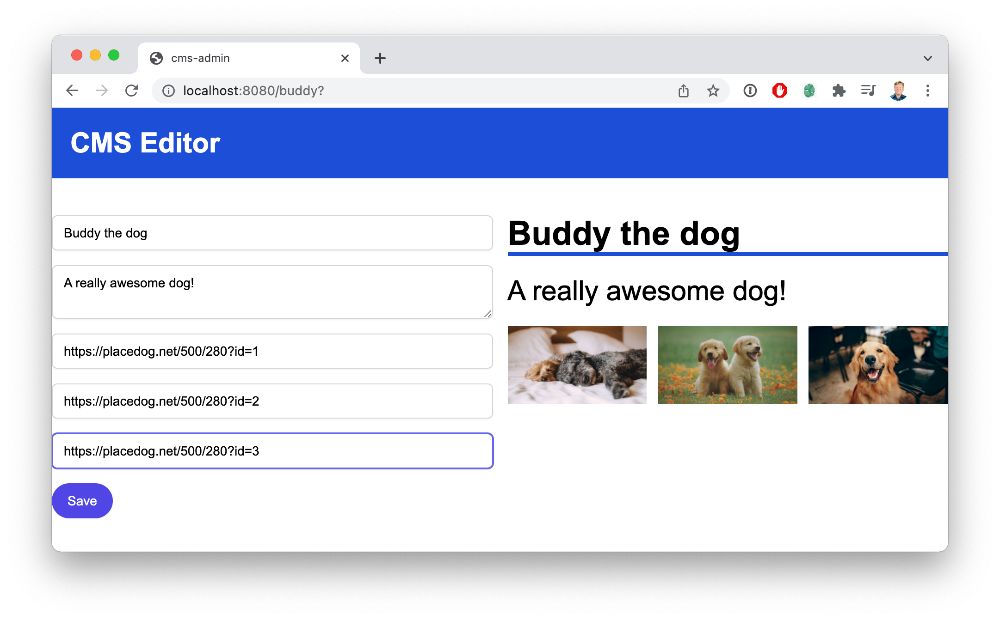 cms-admin
localhost:8080/buddy?
CMS Editor
Buddy the dog
A really awesome dog!
https://placedog.net/500/280?id=1
https://placedog.net/500/280?id=2
https://placedog.net/500/280?id=3
Save
Buddy the dog
A really awesome dog!